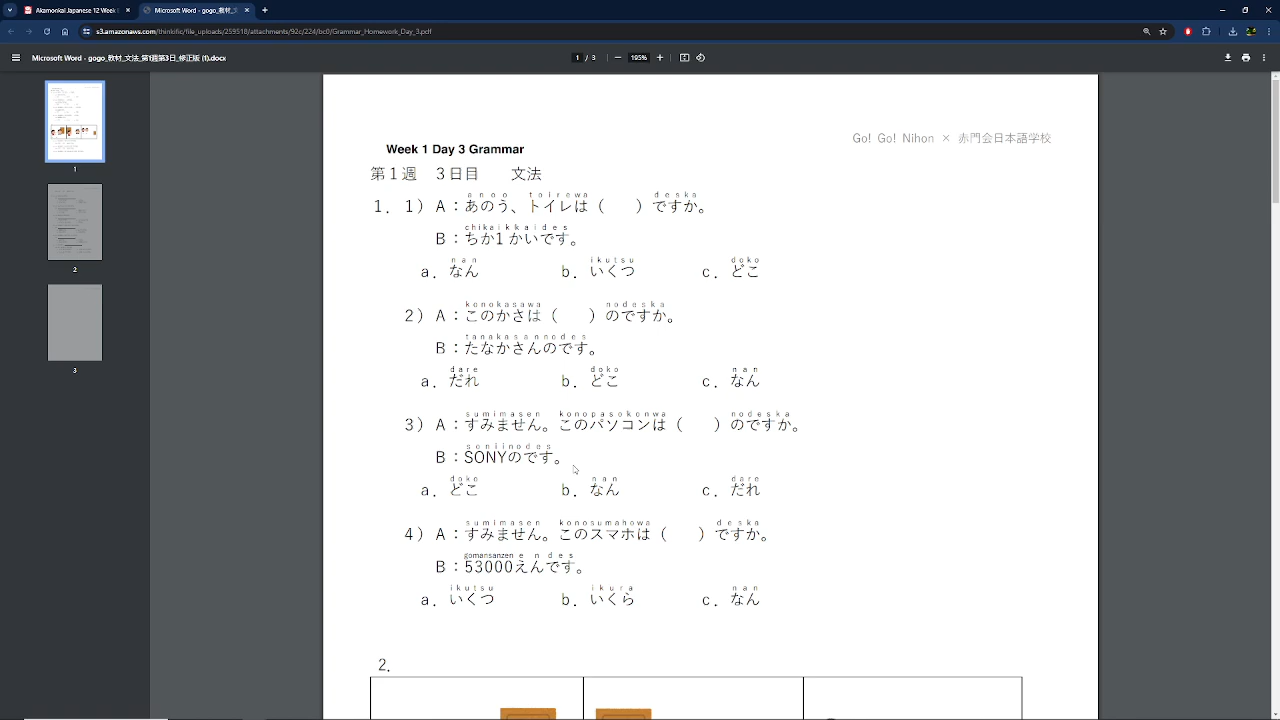 Akamonkai Japanese 12 Week
Microsoft Word - gogo_教材_文
s3.amazonaws.com/thinkific/file_uploads/259518/attachments/92c/224/bc0/Grammar_Homework_Day_3.pdf
Microsoft Word - gogo_教材_文法_第1週第3日_修正版 (1).docx
1 / 3
195%
1
2
3
Go! Go! Nihon ・ 赤門会日本語学校
Week 1 Day 3 Grammar
第1週 3日目 文法
toirewa deska
1. 1) A：あのう、トイレは（ ）ですか。
chikaikkaides
B：ちか1かいです。
nan ikutsu doko
a. なん b. いくつ c. どこ
konokasawa nodeska
2) A：このかさは（ ）のですか。
tanakasannodes
B：たなかさんのです。
dare doko nan
a. だれ b. どこ c. なん
sumimasen konopasokonwa nodeska
3) A：すみません。このパソコンは（ ）のですか。
soniinodes
B：SONYのです。
doko nan dare
a. どこ b. なん c. だれ
sumimasen konosumahowa deska
4) A：すみません。このスマホは（ ）ですか。
gomansanzen endes
B：53000えんです。
ikutsu ikura nan
a. いくつ b. いくら c. なん
2.